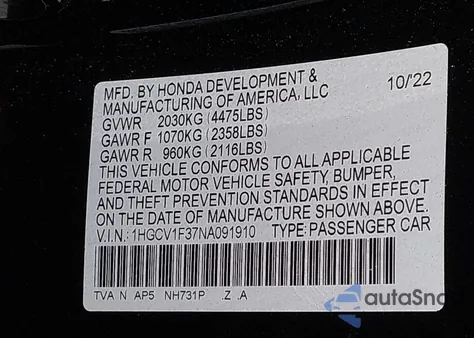 MFD. BY HONDA DEVELOPMENT & 10/'22
MANUFACTURING OF AMERICA, LLC
GVWR 2030KG (4475LBS)
GAWR F 1070KG (2358LBS)
GAWR R 960KG (2116LBS)
THIS VEHICLE CONFORMS TO ALL APPLICABLE
FEDERAL MOTOR VEHICLE SAFETY, BUMPER,
AND THEFT PREVENTION STANDARDS IN EFFECT
ON THE DATE OF MANUFACTURE SHOWN ABOVE.
V.I.N.: 1HGCV1F37NA091910 TYPE: PASSENGER CAR
TVA N AP5 NH731P .Z .A
autoSna